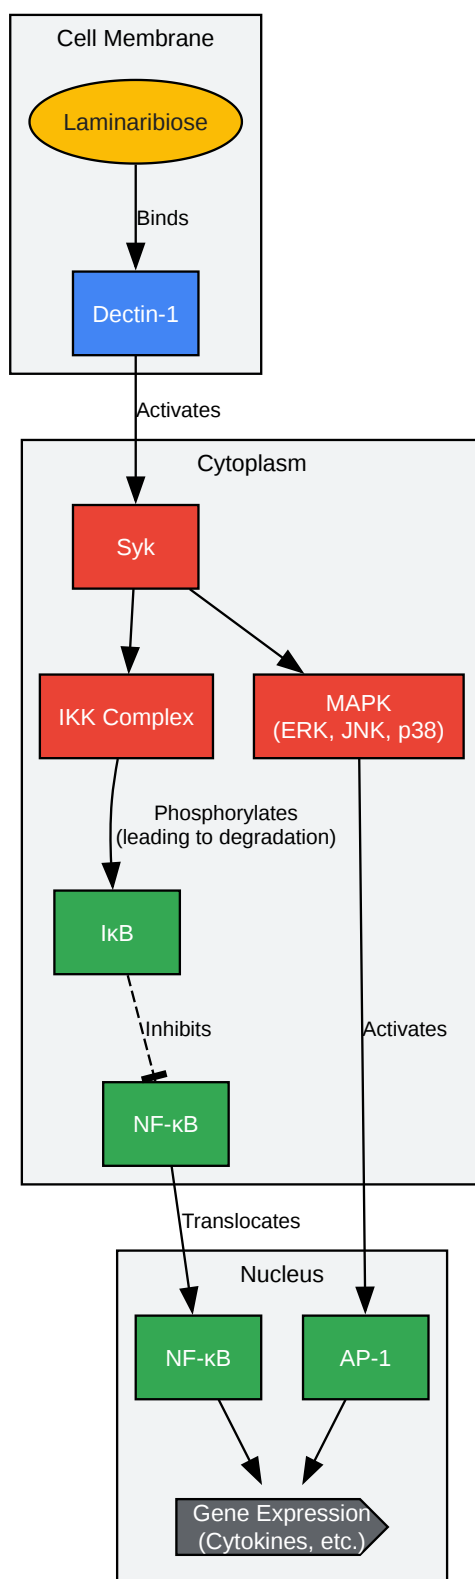 Cell Membrane
Laminaribiose
Binds
Dectin-1
Activates
Cytoplasm
Syk
IKK Complex
MAPK
(ERK, JNK, p38)
Phosphorylates
(leading to degradation)
IκB
Inhibits
Activates
NF-κB
Translocates
Nucleus
NF-κB
AP-1
Gene Expression
(Cytokines, etc.)